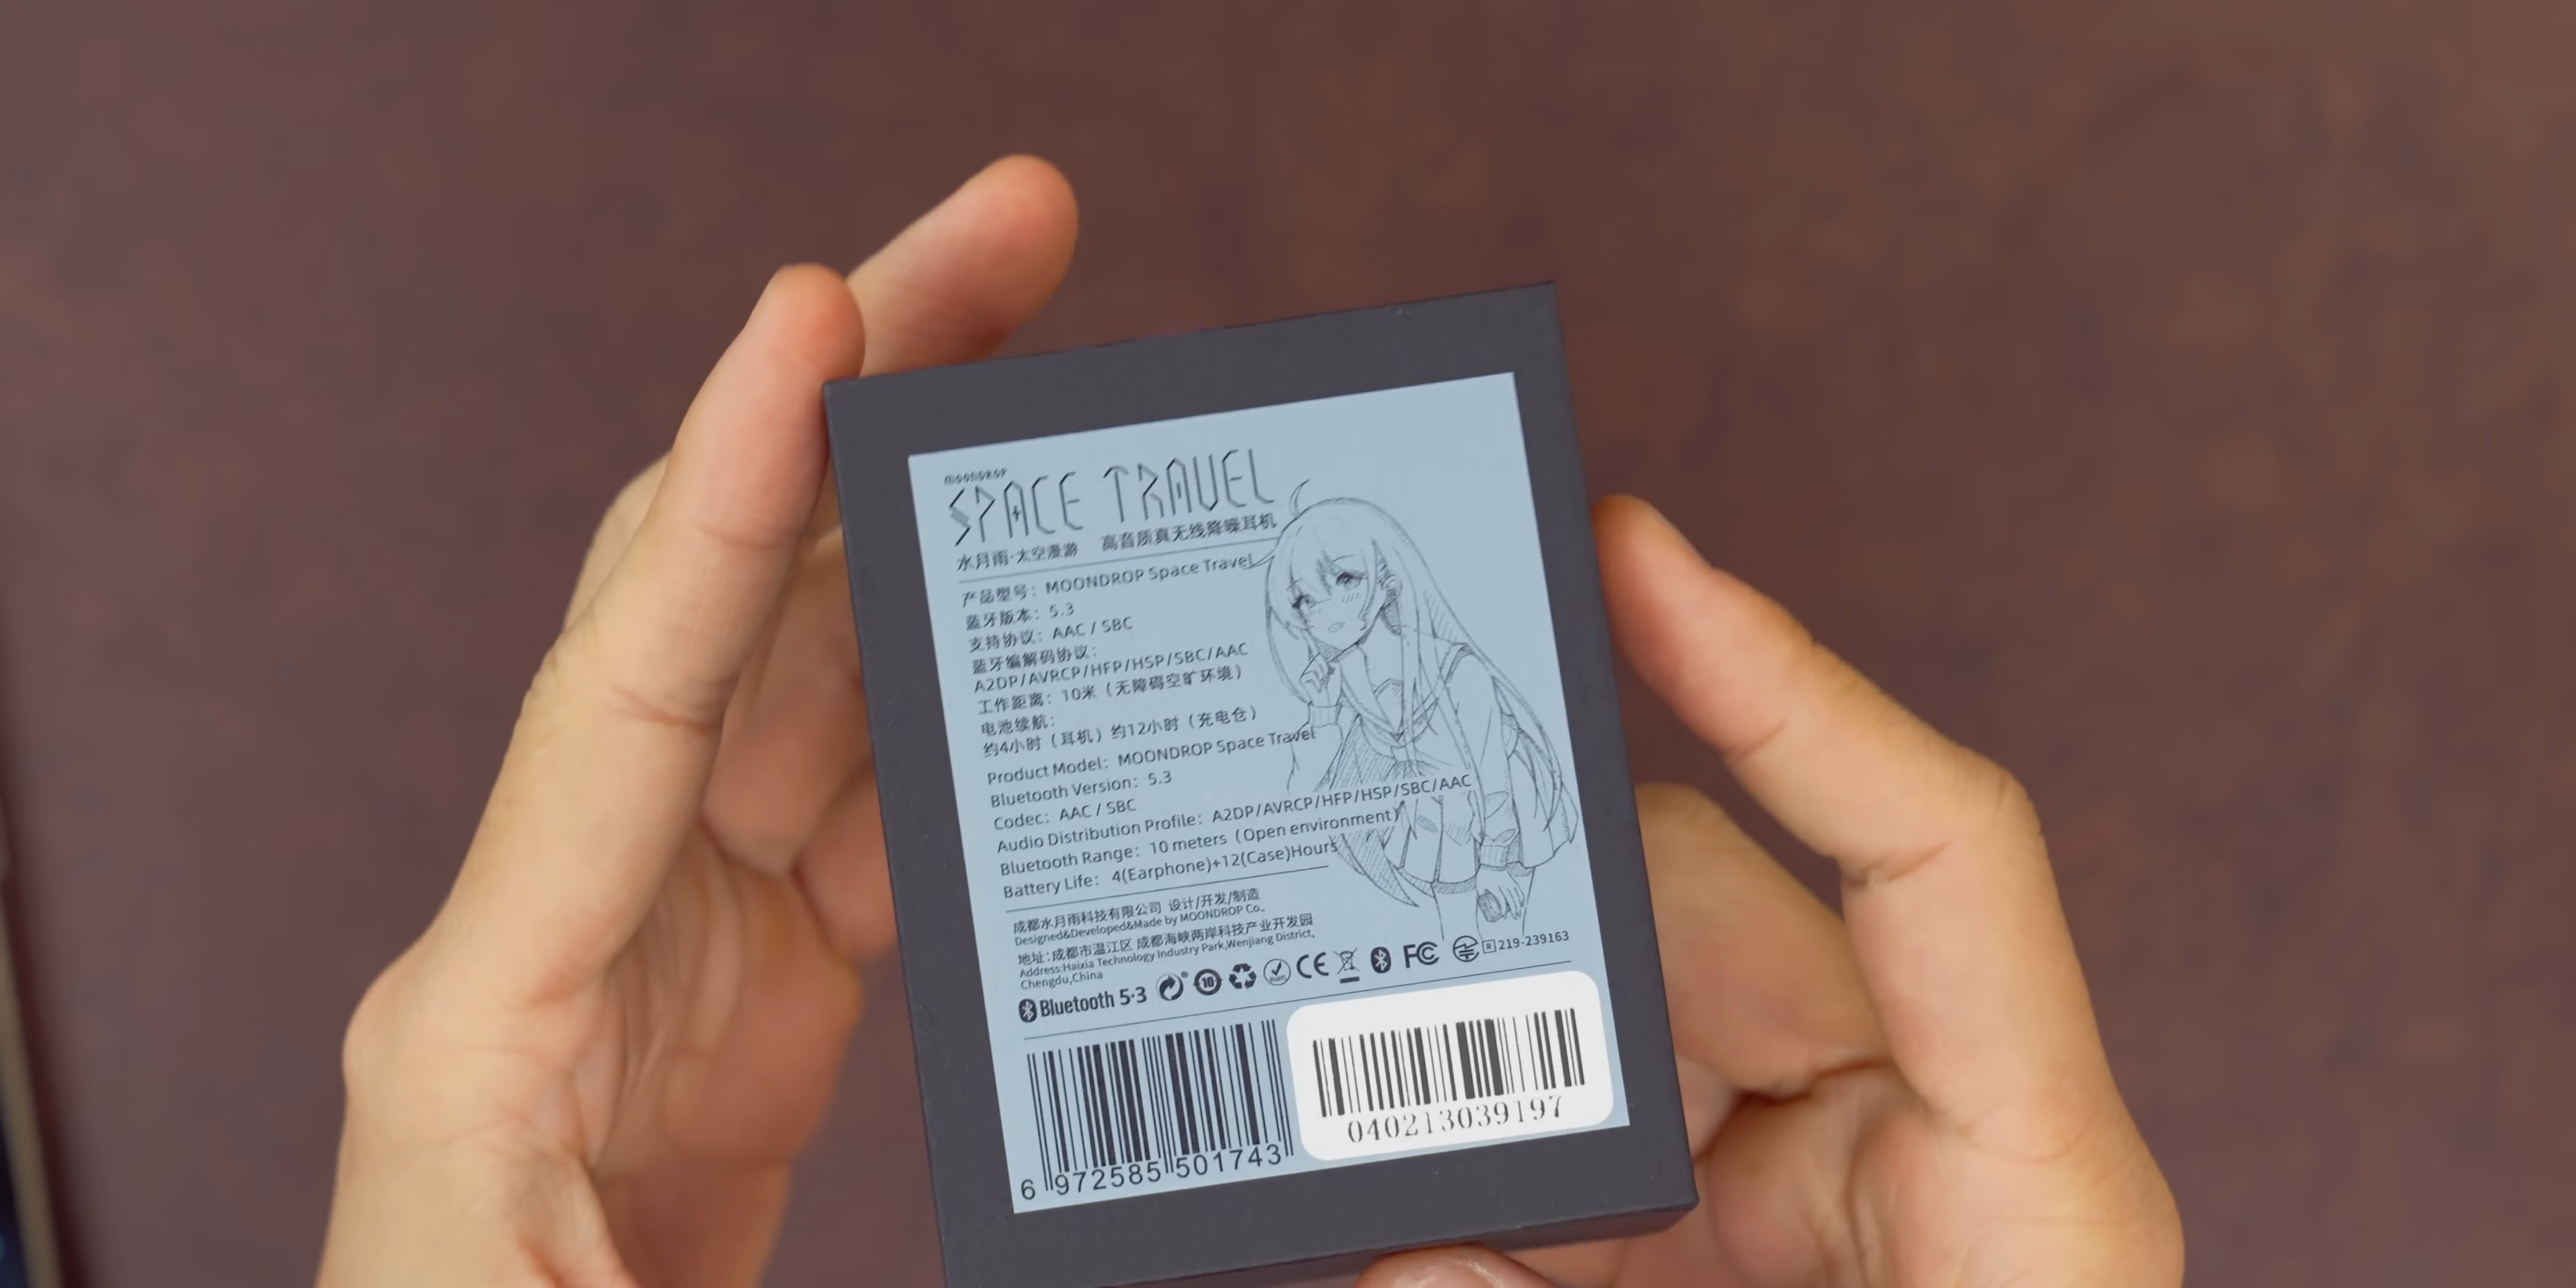 MOONDROP
SPACE TRAVEL
水月雨·太空漫游 高音质真无线降噪耳机
产品型号：MOONDROP Space Travel
蓝牙版本：5.3
支持协议：AAC / SBC
蓝牙编解码协议：
A2DP/AVRCP/HFP/HSP/SBC/AAC
工作距离：10米（无障碍空旷环境）
电池续航：
约4小时（耳机）约12小时（充电仓）
Product Model：MOONDROP Space Travel
Bluetooth Version：5.3
Codec：AAC / SBC
Audio Distribution Profile：A2DP/AVRCP/HFP/HSP/SBC/AAC
Bluetooth Range：10 meters（Open environment）
Battery Life：4(Earphone)+12(Case)Hours
成都水月雨科技有限公司 设计/开发/制造
Designed&Developed&Made by MOONDROP Co。
地址：成都市温江区 成都海峡两岸科技产业开发园
Address:Haixia Technology Industry Park,Wenjiang District,
Chengdu,China
Bluetooth 5·3 10 RoHS CE FC R 219-239163
6 972585 501743
040213039197